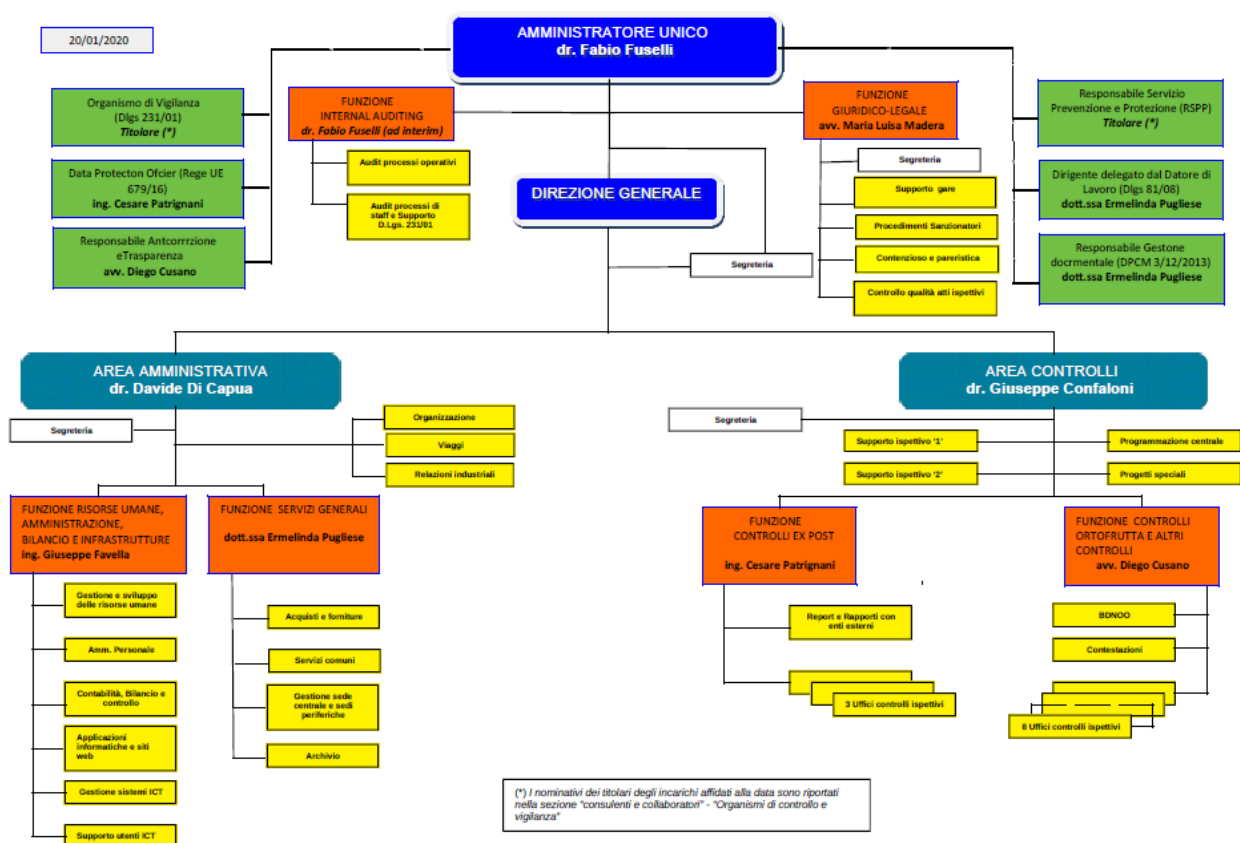 20/01/2020
AMMINISTRATORE UNICO
dr. Fabio Fuselli
Organismo di Vigilanza
(Dlgs 231/01)
Titolare (*)
Data Protecton Ofcier (Rege UE
679/16)
ing. Cesare Patrignani
Responsabile Antcorrrzione
eTrasparenza
avv. Diego Cusano
FUNZIONE
INTERNAL AUDITING
dr. Fabio Fuselli (ad interim)
Audit processi operativi
Audit processi di
staff e Supporto
D.Lgs. 231/01
DIREZIONE GENERALE
Segreteria
FUNZIONE
GIURIDICO-LEGALE
avv. Maria Luisa Madera
Segreteria
Supporto gare
Procedimenti Sanzionatori
Contenzioso e pareristica
Controllo qualità atti ispettivi
Responsabile Servizio
Prevenzione e Protezione (RSPP)
Titolare (*)
Dirigente delegato dal Datore di
Lavoro (Dlgs 81/08)
dott.ssa Ermelinda Pugliese
Responsabile Gestone
docrmentale (DPCM 3/12/2013)
dott.ssa Ermelinda Pugliese
AREA AMMINISTRATIVA
dr. Davide Di Capua
Segreteria
Organizzazione
Viaggi
Relazioni industriali
FUNZIONE RISORSE UMANE,
AMMINISTRAZIONE,
BILANCIO E INFRASTRUTTURE
ing. Giuseppe Favella
Gestione e sviluppo
delle risorse umane
Amm. Personale
Contabilità, Bilancio e
controllo
Applicazioni
informatiche e siti
web
Gestione sistemi ICT
Supporto utenti ICT
FUNZIONE SERVIZI GENERALI
dott.ssa Ermelinda Pugliese
Acquisti e forniture
Servizi comuni
Gestione sede
centrale e sedi
periferiche
Archivio
AREA CONTROLLI
dr. Giuseppe Confaloni
Segreteria
Supporto ispettivo '1'
Programmazione centrale
Supporto ispettivo '2'
Progetti speciali
FUNZIONE
CONTROLLI EX POST
ing. Cesare Patrignani
Report e Rapporti con
enti esterni
3 Uffici controlli ispettivi
FUNZIONE CONTROLLI
ORTOFRUTTA E ALTRI
CONTROLLI
avv. Diego Cusano
BDNOO
Contestazioni
8 Uffici controlli ispettivi
(*) I nominativi dei titolari degli incarichi affidati alla data sono riportati
nella sezione "consulenti e collaboratori" - "Organismi di controllo e
vigilanza"